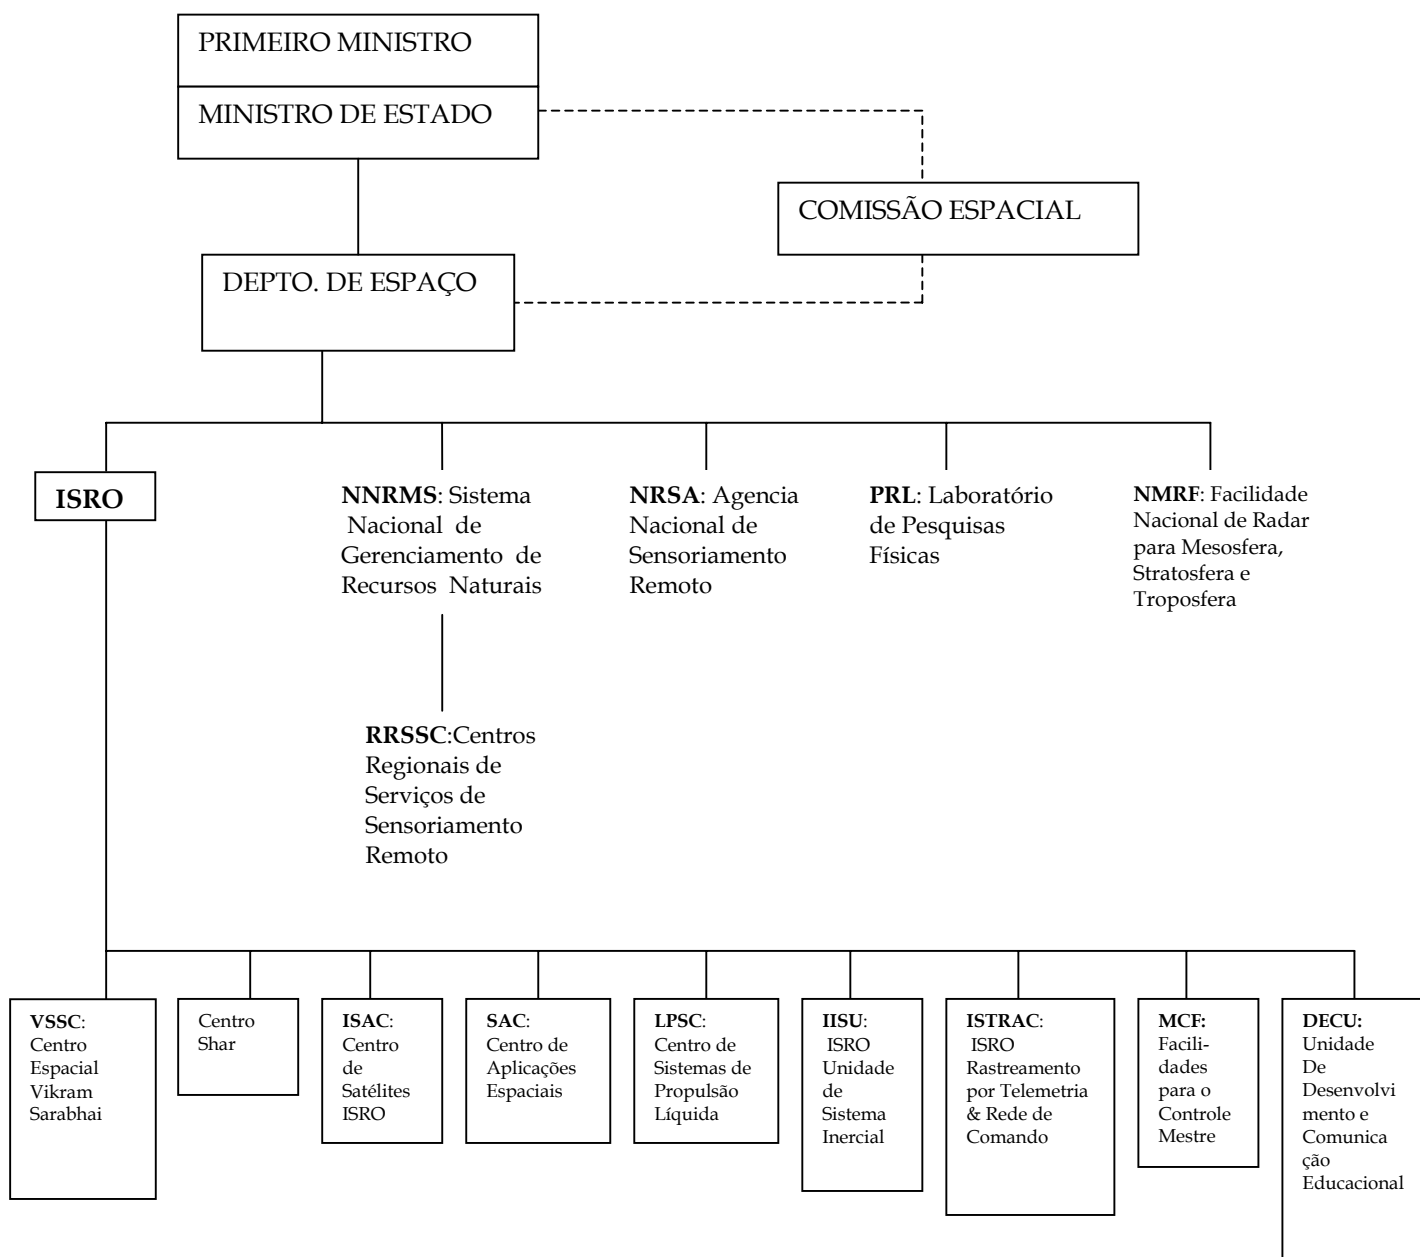 PRIMEIRO MINISTRO
MINISTRO DE ESTADO
COMISSÃO ESPACIAL
DEPTO. DE ESPAÇO
ISRO
NNRMS: Sistema
Nacional de
Gerenciamento de
Recursos Naturais
NRSA: Agencia
Nacional de
Sensoriamento
Remoto
PRL: Laboratório
de Pesquisas
Físicas
NMRF: Facilidade
Nacional de Radar
para Mesosfera,
Stratosfera e
Troposfera
RRSSC:Centros
Regionais de
Serviços de
Sensoriamento
Remoto
VSSC:
Centro
Espacial
Vikram
Sarabhai
Centro
Shar
ISAC:
Centro
de
Satélites
ISRO
SAC:
Centro de
Aplicações
Espaciais
LPSC:
Centro de
Sistemas de
Propulsão
Líquida
IISU:
ISRO
Unidade
de
Sistema
Inercial
ISTRAC:
ISRO
Rastreamento
por Telemetria
& Rede de
Comando
MCF:
Facili-
dades
para o
Controle
Mestre
DECU:
Unidade
De
Desenvolvi
mento e
Comunica
ção
Educacional